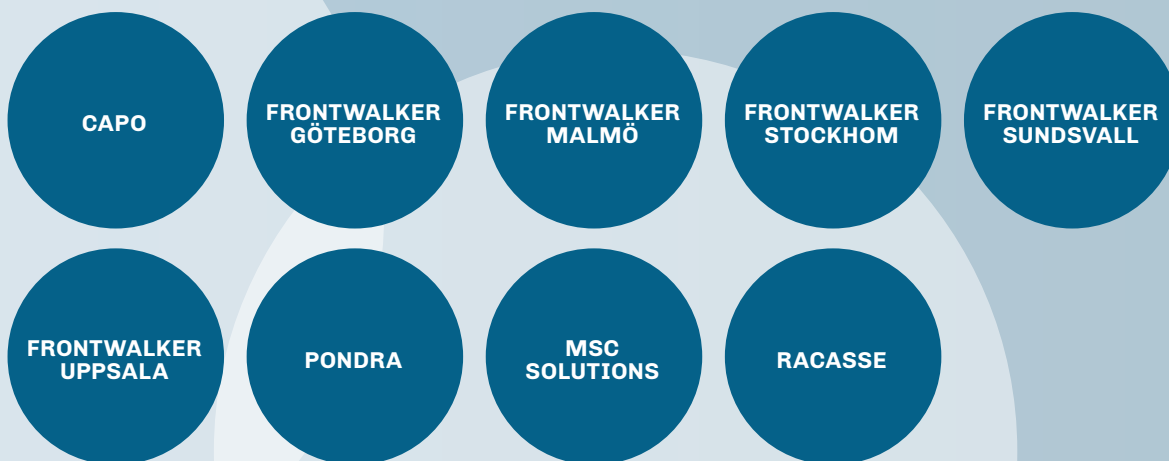 CAPO
FRONTWALKER
GÖTEBORG
FRONTWALKER
MALMÖ
FRONTWALKER
STOCKHOM
FRONTWALKER
SUNDSVALL
FRONTWALKER
UPPSALA
PONDRA
MSC
SOLUTIONS
RACASSE